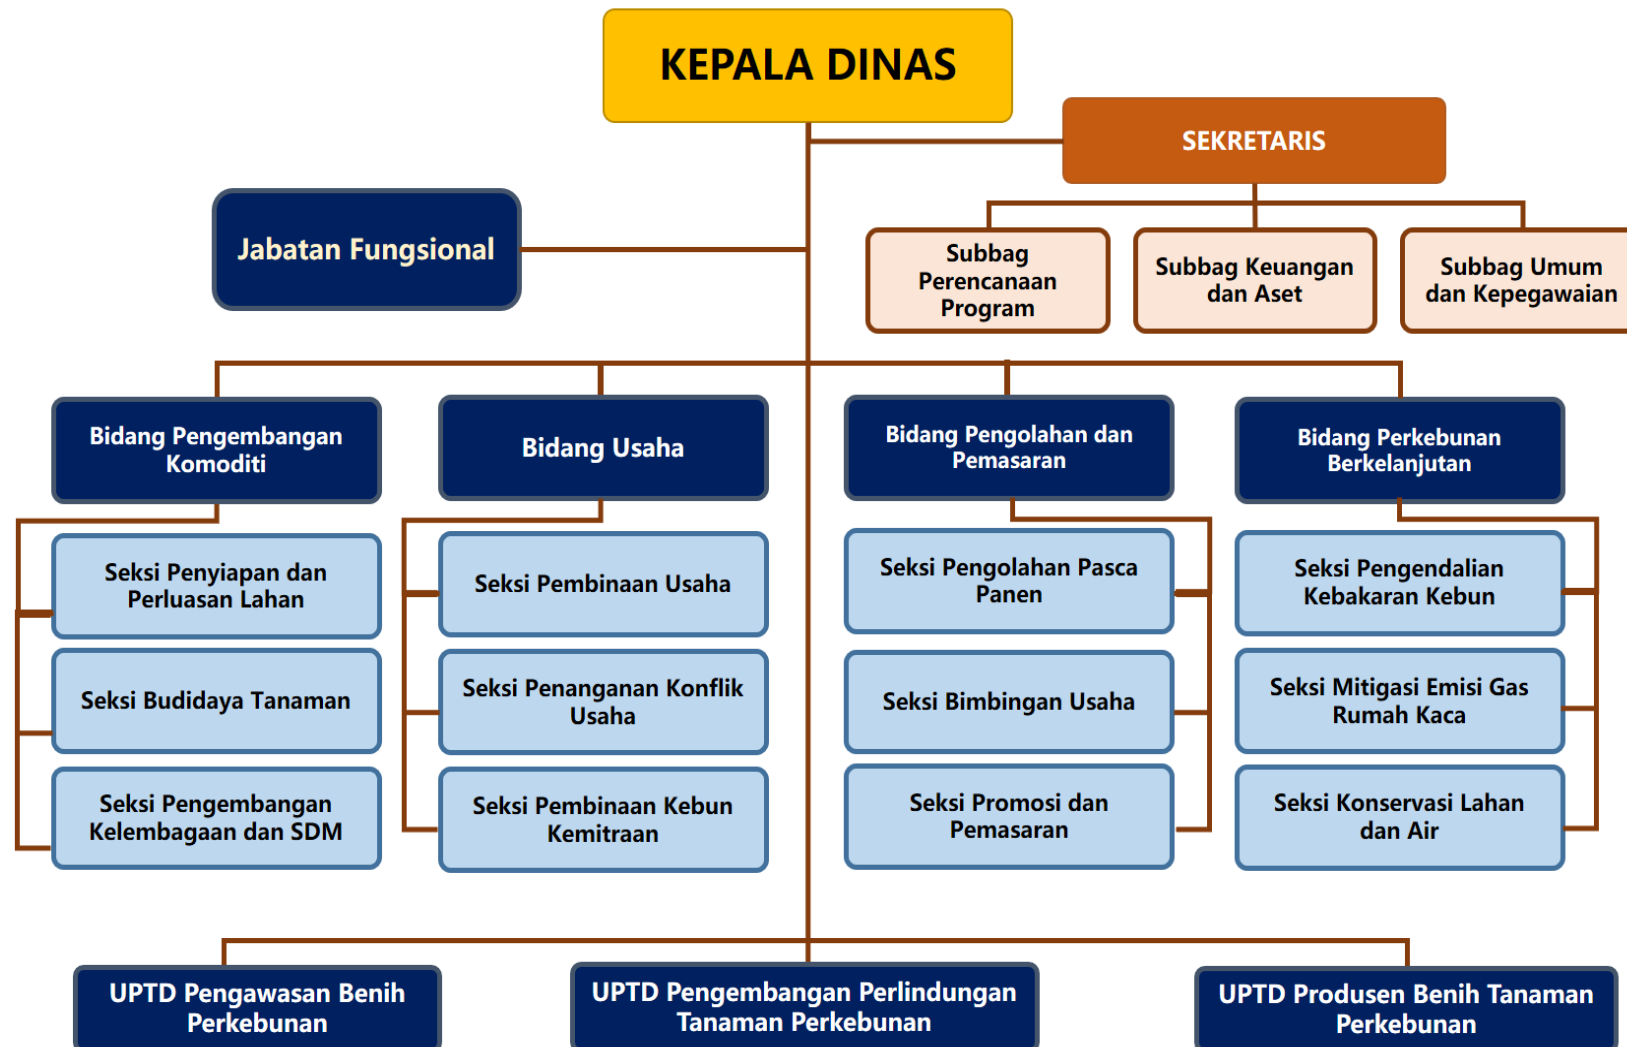 KEPALA DINAS
SEKRETARIS
Jabatan Fungsional
Subbag
Perencanaan
Program
Subbag Keuangan
dan Aset
Subbag Umum
dan Kepegawaian
Bidang Pengembangan
Komoditi
Bidang Usaha
Bidang Pengolahan dan
Pemasaran
Bidang Perkebunan
Berkelanjutan
Seksi Penyiapan dan
Perluasan Lahan
Seksi Pembinaan Usaha
Seksi Pengolahan Pasca
Panen
Seksi Pengendalian
Kebakaran Kebun
Seksi Budidaya Tanaman
Seksi Penanganan Konflik
Usaha
Seksi Bimbingan Usaha
Seksi Mitigasi Emisi Gas
Rumah Kaca
Seksi Pengembangan
Kelembagaan dan SDM
Seksi Pembinaan Kebun
Kemitraan
Seksi Promosi dan
Pemasaran
Seksi Konservasi Lahan
dan Air
UPTD Pengawasan Benih
Perkebunan
UPTD Pengembangan Perlindungan
Tanaman Perkebunan
UPTD Produsen Benih Tanaman
Perkebunan